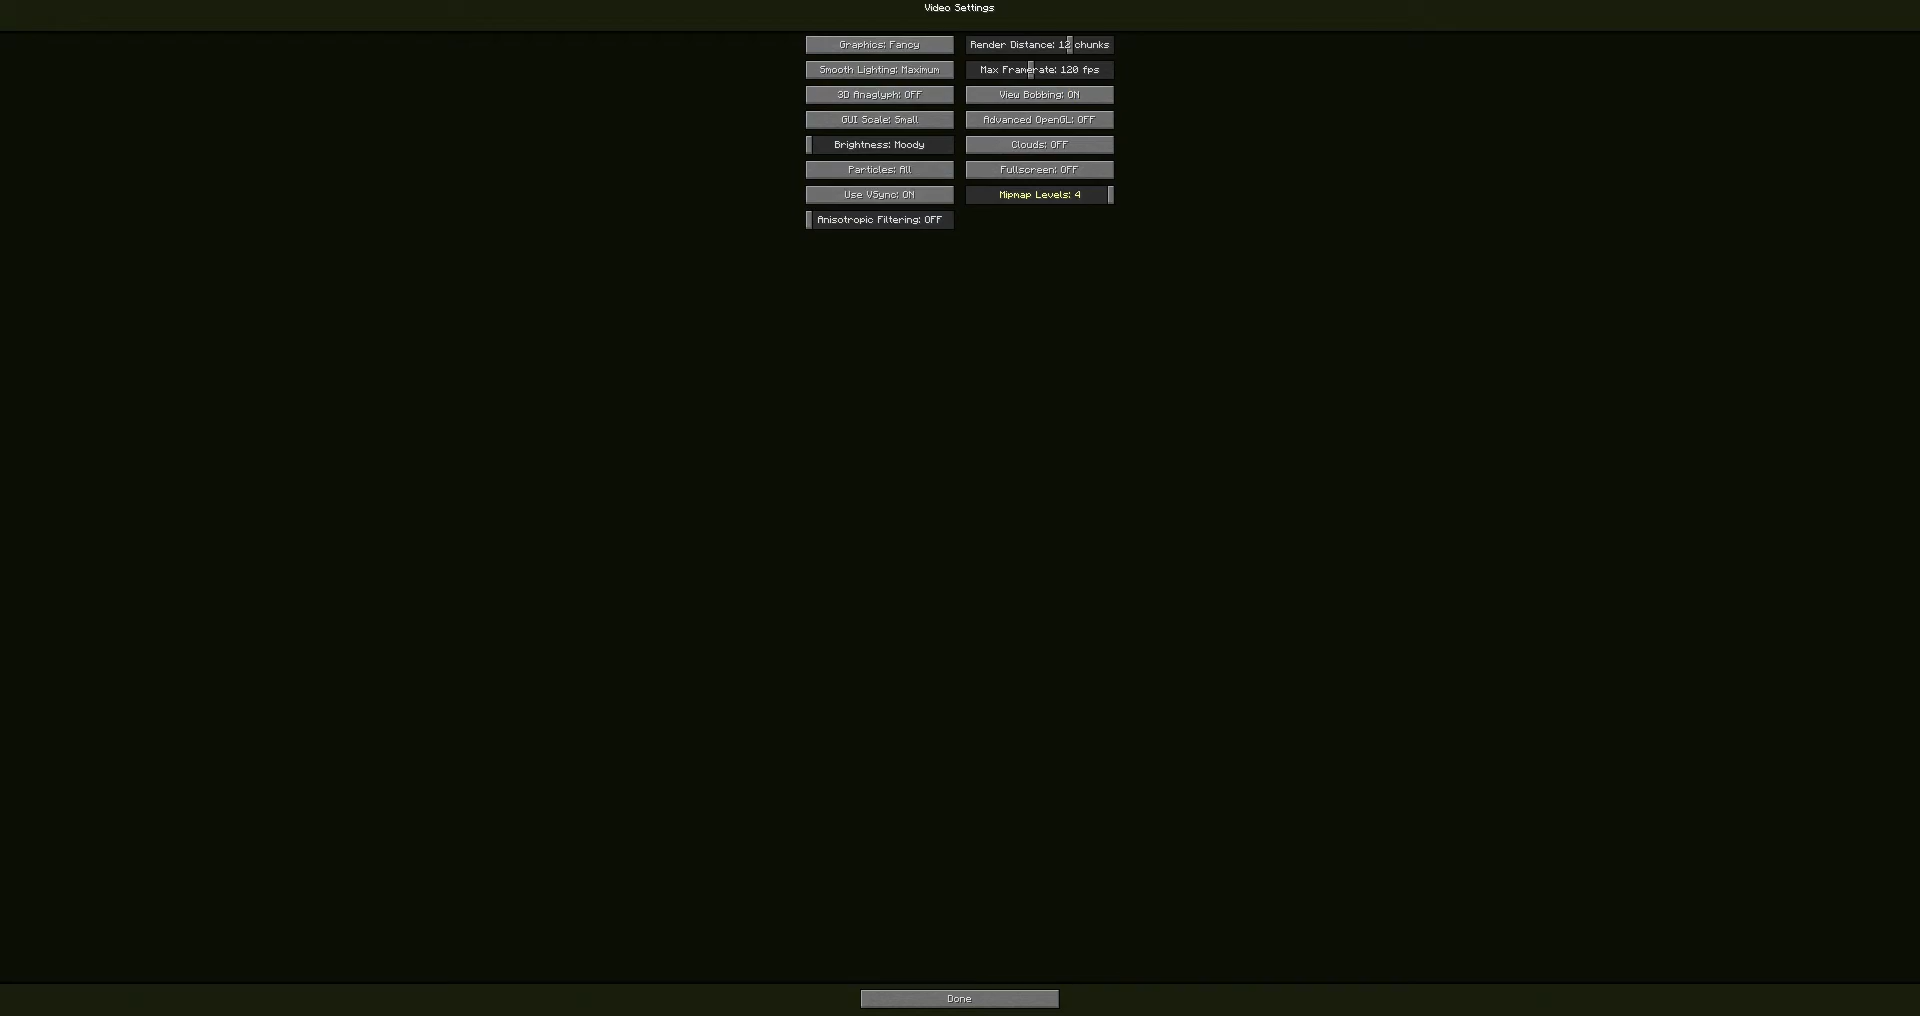 Video Settings
Graphics: Fancy
Render Distance: 12 chunks
Smooth Lighting: Maximum
Max Framerate: 120 fps
3D Anaglyph: OFF
View Bobbing: ON
GUI Scale: Small
Advanced OpenGL: OFF
Brightness: Moody
Clouds: OFF
Particles: All
Fullscreen: OFF
Use VSync: ON
Mipmap Levels: 4
Anisotropic Filtering: OFF
Done